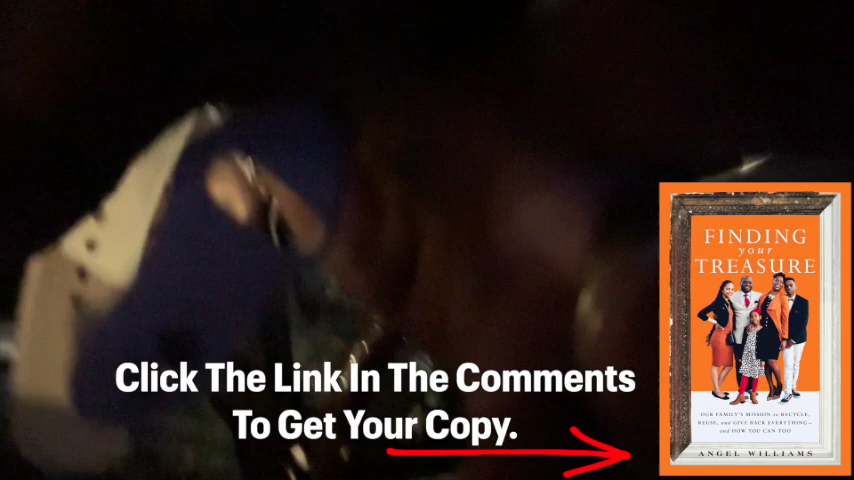 Click The Link In The Comments
To Get Your Copy.
FINDING
your
TREASURE
OUR FAMILY'S MISSION to RECYCLE,
REUSE, and GIVE BACK EVERYTHING—
and HOW YOU CAN TOO
ANGEL WILLIAMS